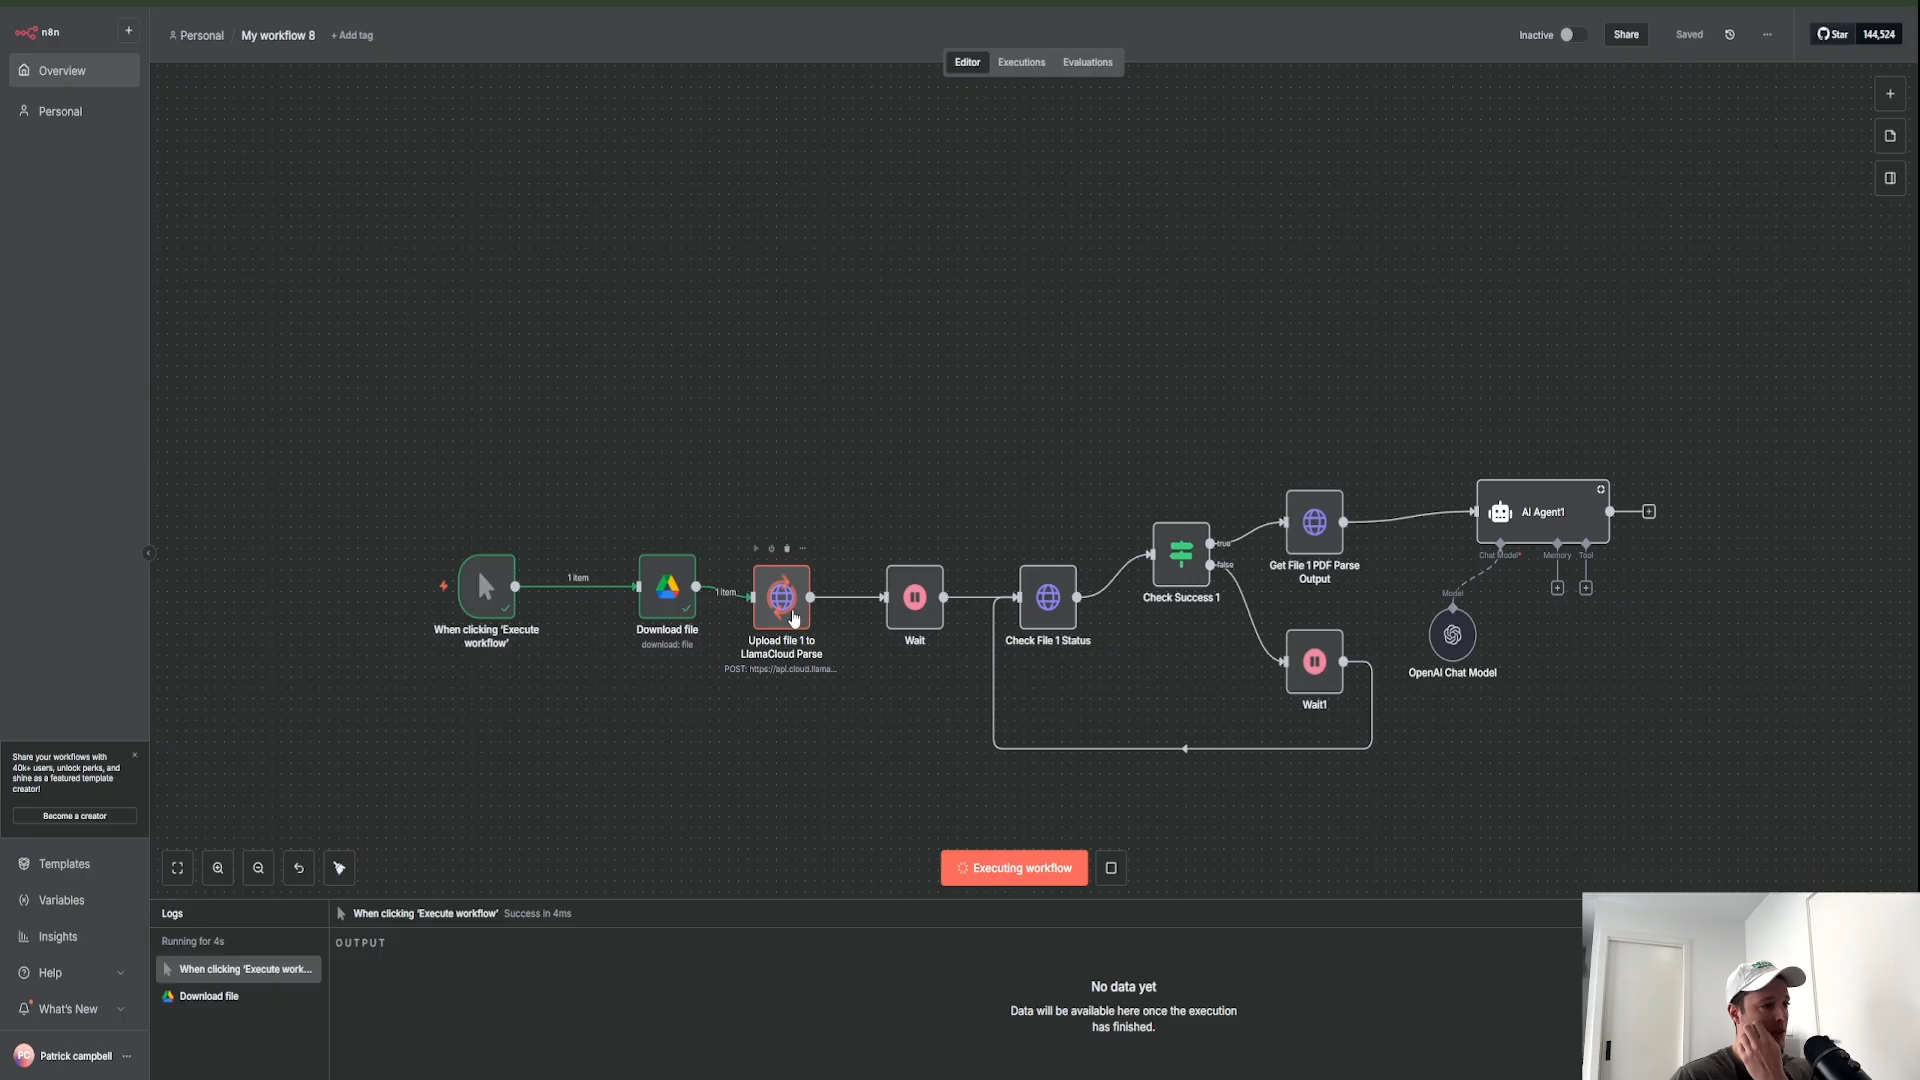 n8n
+
Personal
/
My workflow 8
+ Add tag
Inactive
Share
Saved
Star
144,524
Overview
Personal
Editor
Executions
Evaluations
1 item
1 item
When clicking ‘Execute
workflow’
Download file
download: file
Upload file 1 to
LlamaCloud Parse
POST: https://api.cloud.llama...
Wait
Check File 1 Status
true
false
Check Success 1
Get File 1 PDF Parse
Output
Wait1
AI Agent1
Chat Model*
Memory
Tool
Model
OpenAI Chat Model
Share your workflows with
40k+ users, unlock perks, and
shine as a featured template
creator!
Become a creator
Templates
Variables
Insights
Help
What’s New
PC
Patrick campbell
Executing workflow
Logs
When clicking ‘Execute workflow’ Success in 4ms
Running for 4s
OUTPUT
When clicking ‘Execute work...
Download file
No data yet
Data will be available here once the execution
has finished.